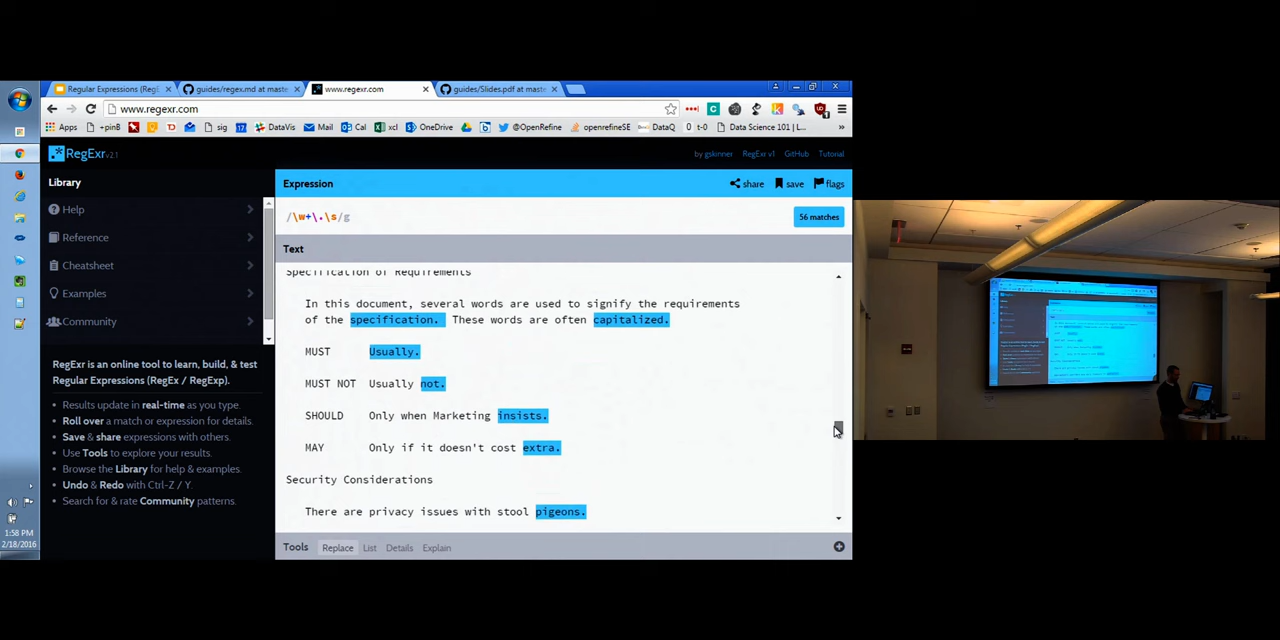 Regular Expressions (Reg
guides/regex.md at maste
www.regexr.com
guides/Slides.pdf at maste
www.regexr.com
Apps
+pinB
sig
DataVis
Mail
Cal
xcl
OneDrive
@OpenRefine
openrefineSE
DataQ
t-0
Data Science 101 | L...
RegExr v2.1
by gskinner
RegExr v1
GitHub
Tutorial
Library
Expression
share
save
flags
Help
/\w+\.\s/g
56 matches
Reference
Text
Cheatsheet
Examples
Community
Specification of Requirements
In this document, several words are used to signify the requirements
of the specification. These words are often capitalized.
MUST Usually.
MUST NOT Usually not.
SHOULD Only when Marketing insists.
MAY Only if it doesn't cost extra.
Security Considerations
There are privacy issues with stool pigeons.
RegExr is an online tool to learn, build, & test
Regular Expressions (RegEx / RegExp).
Results update in real-time as you type.
Roll over a match or expression for details.
Save & share expressions with others.
Use Tools to explore your results.
Browse the Library for help & examples.
Undo & Redo with Ctrl-Z / Y.
Search for & rate Community patterns.
Tools
Replace
List
Details
Explain
1:58 PM
2/18/2016